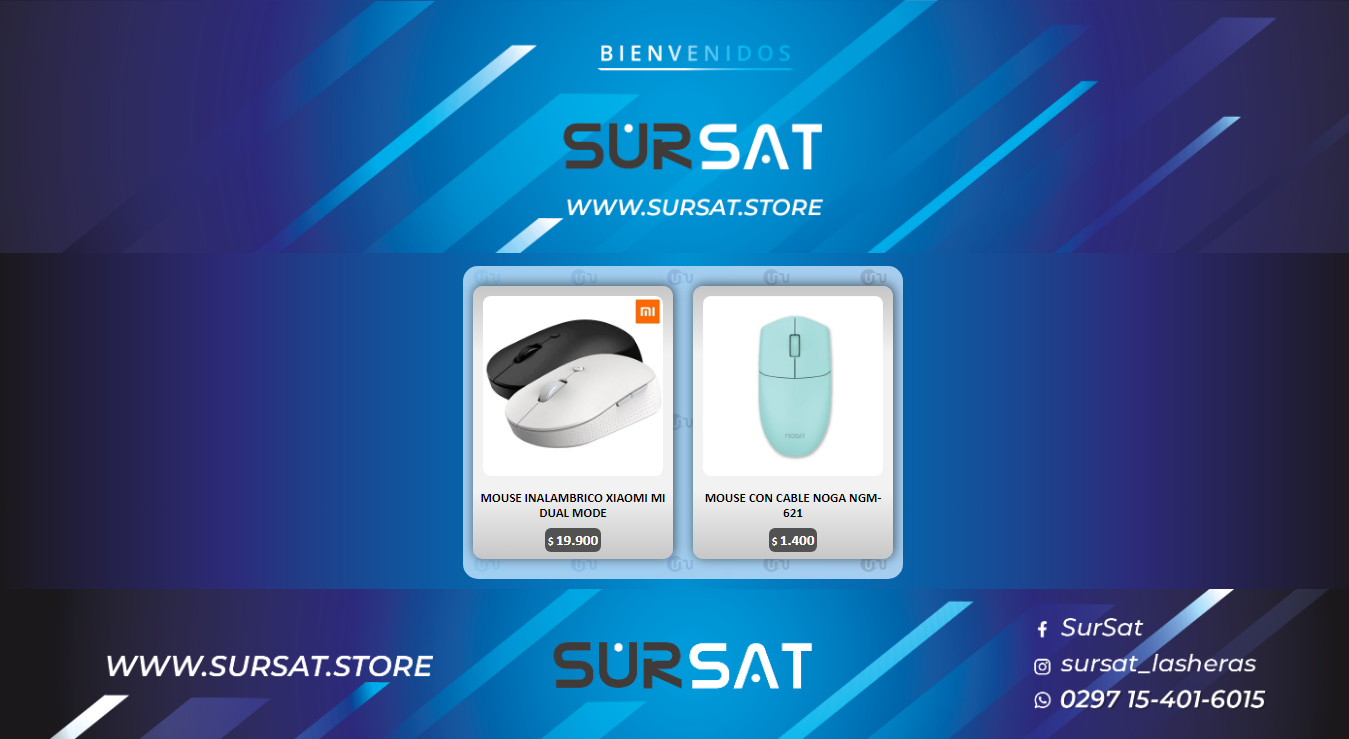 BIENVENIDOS
SURSAT
WWW.SURSAT.STORE
mi
MOUSE INALAMBRICO XIAOMI MI
DUAL MODE
$ 19.900
noga
MOUSE CON CABLE NOGA NGM-
621
$ 1.400
WWW.SURSAT.STORE
SURSAT
SurSat
sursat_lasheras
0297 15-401-6015